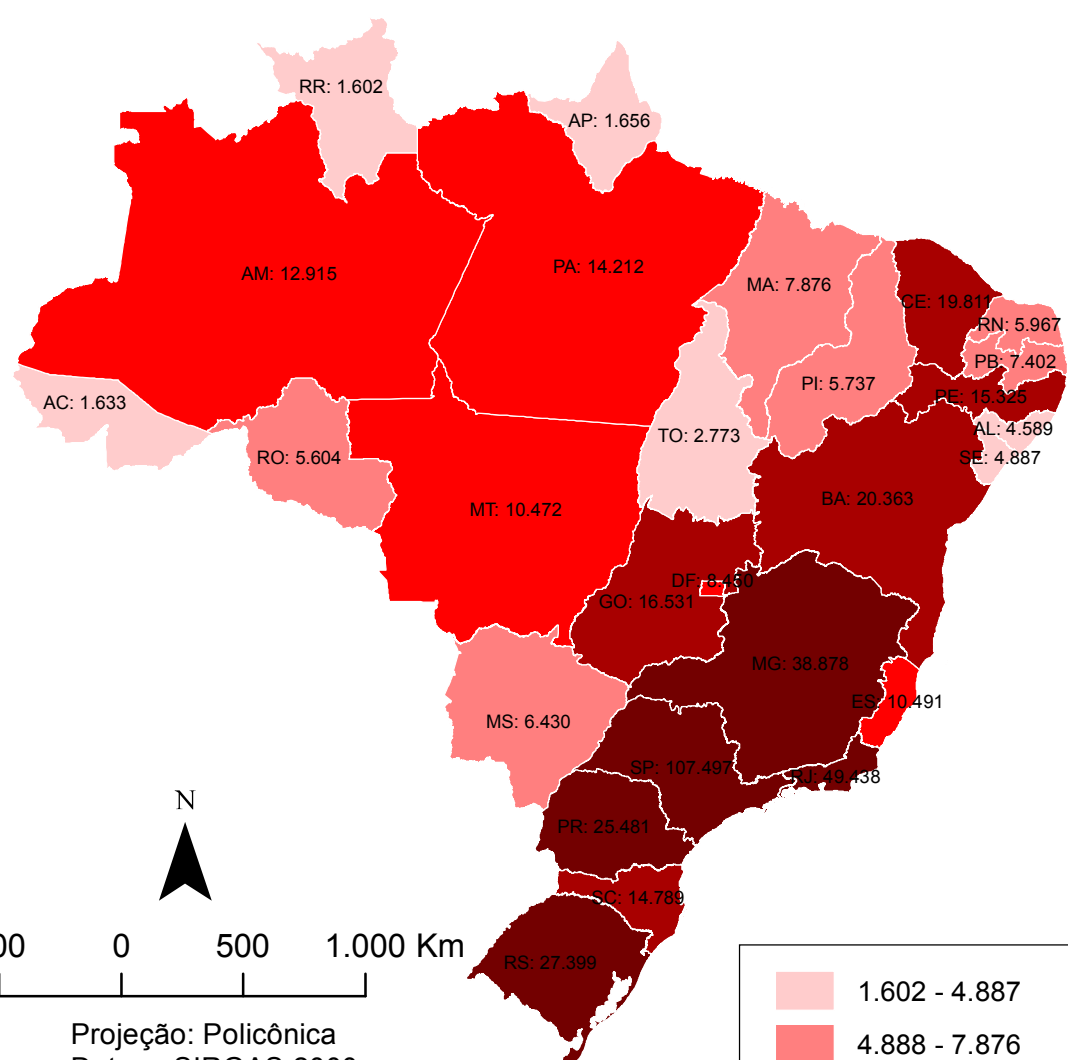 RR: 1.602
AP: 1.656
AM: 12.915
PA: 14.212
MA: 7.876
CE: 19.811
RN: 5.967
PB: 7.402
PI: 5.737
PE: 15.325
AC: 1.633
TO: 2.773
AL: 4.589
RO: 5.604
SE: 4.887
MT: 10.472
BA: 20.363
DF: 8.480
GO: 16.531
MG: 38.878
ES: 10.491
MS: 6.430
SP: 107.497
RJ: 49.438
N
PR: 25.481
SC: 14.789
00 0 500 1.000 Km
RS: 27.399
1.602 - 4.887
Projeção: Policônica
4.888 - 7.876